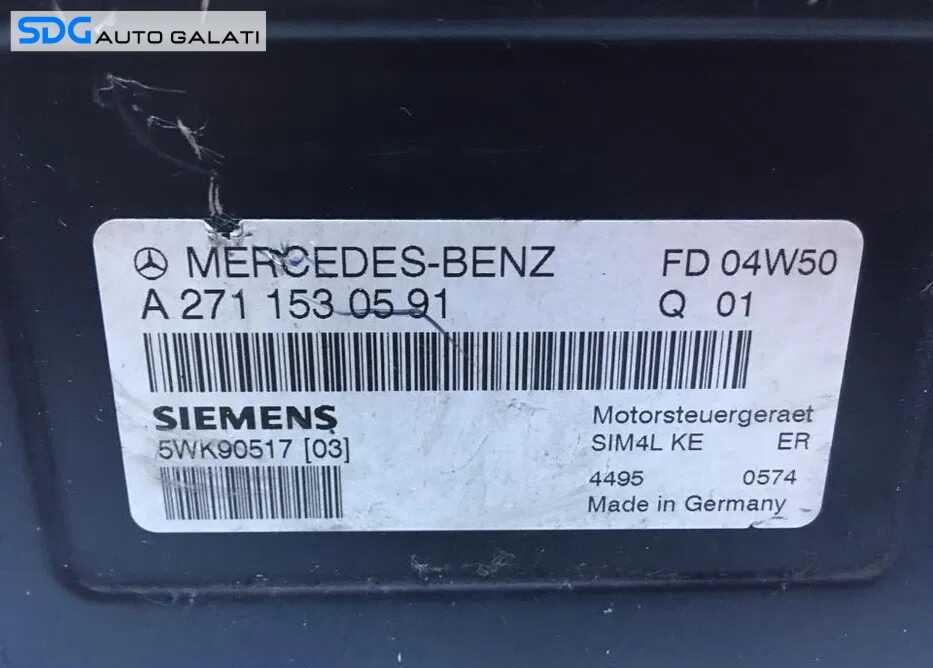 SDG AUTO GALATI
MERCEDES-BENZ FD 04W50
A 271 153 05 91 Q 01
SIEMENS Motorsteuergeraet
5WK90517 [03] SIM4L KE ER
4495 0574
Made in Germany